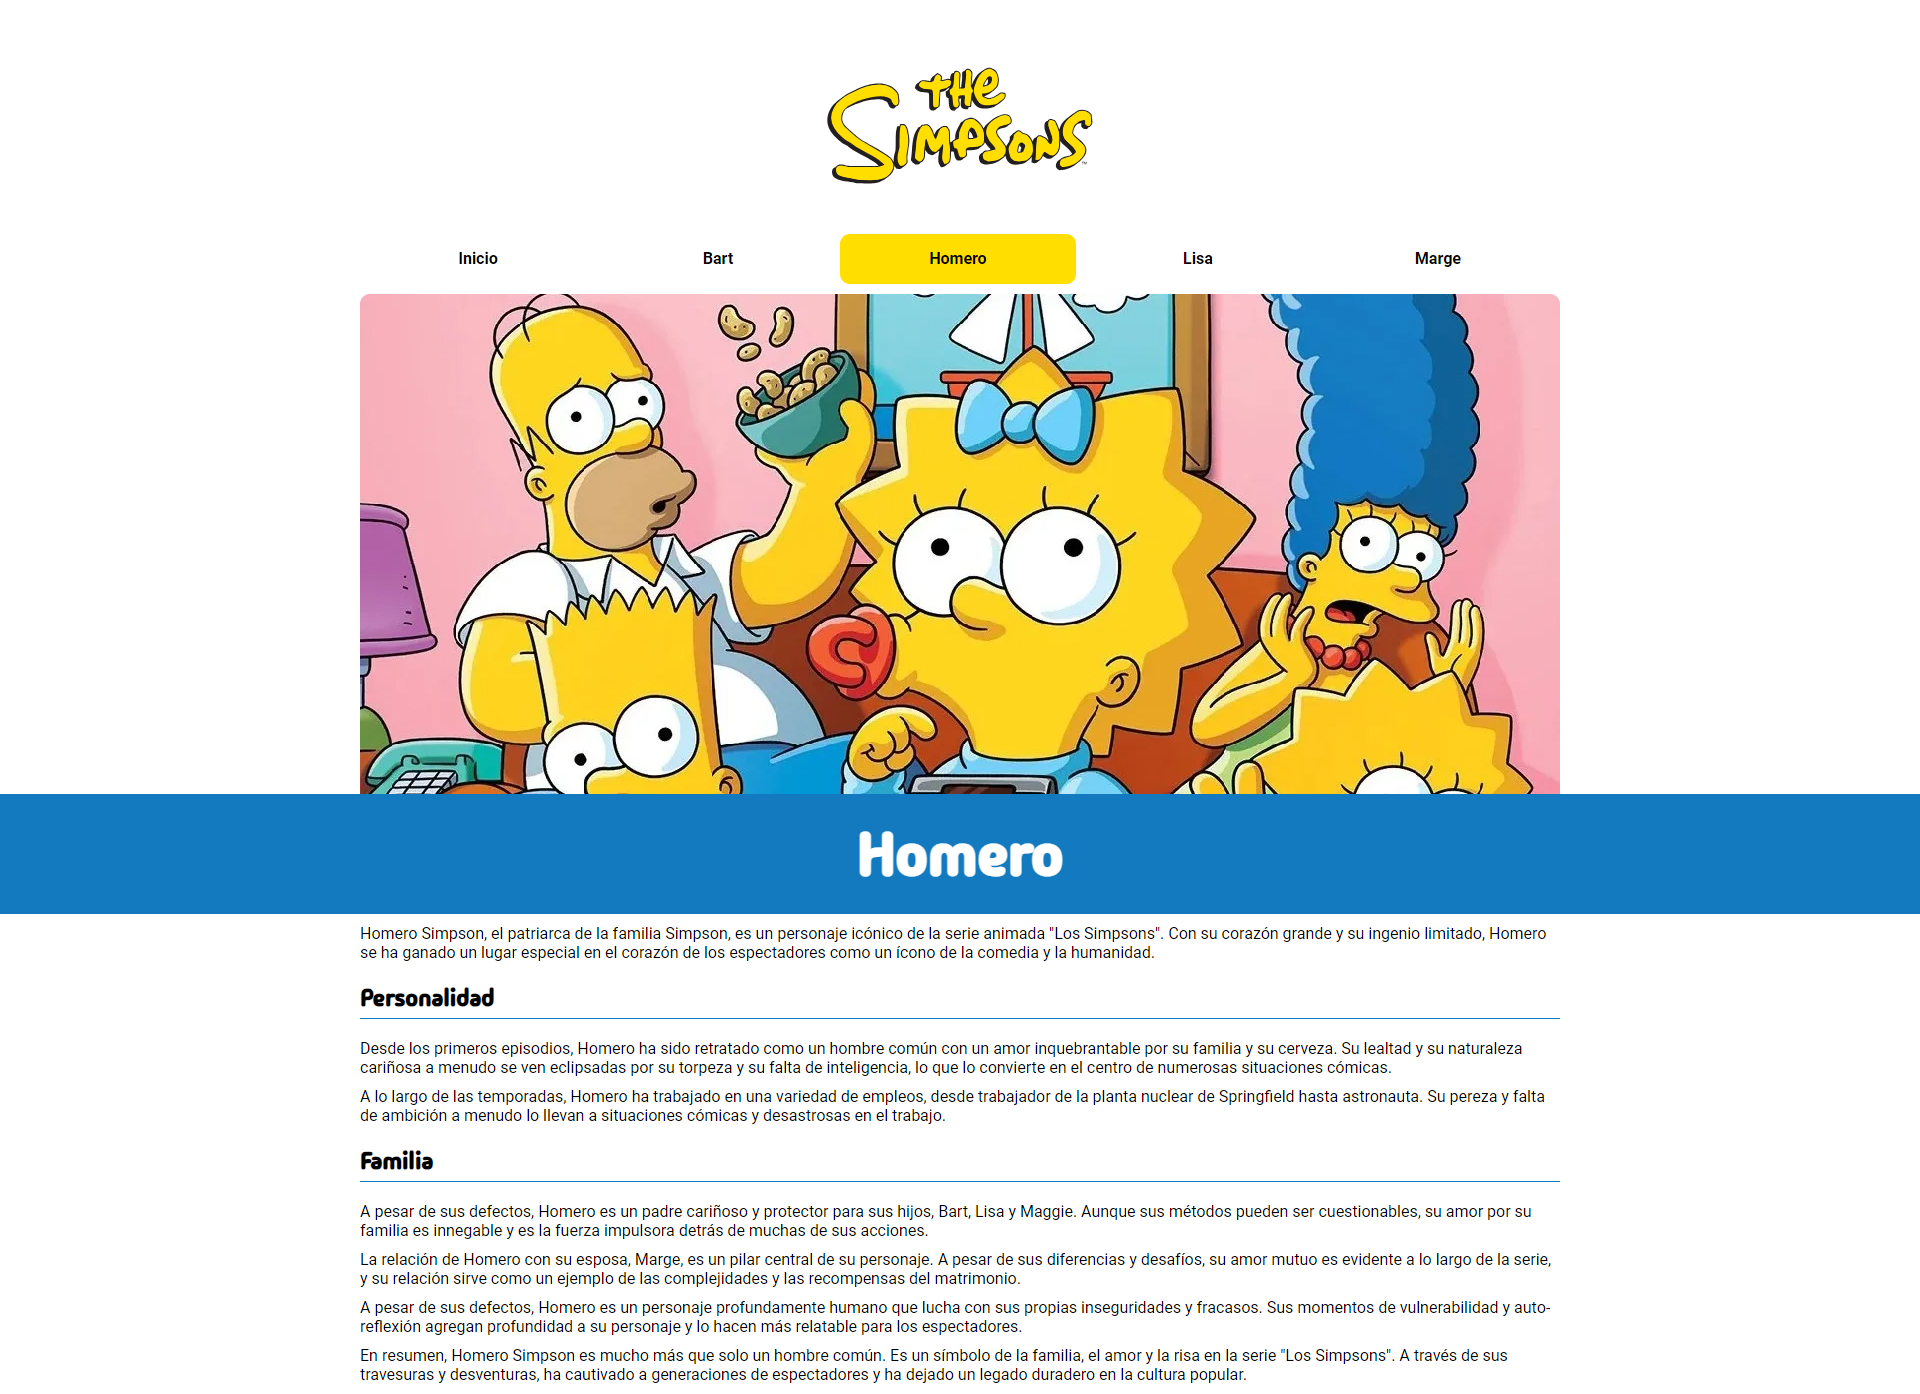 THE
SIMPSONS
™
Inicio Bart Homero Lisa Marge
Homero
Homero Simpson, el patriarca de la familia Simpson, es un personaje icónico de la serie animada "Los Simpsons". Con su corazón grande y su ingenio limitado, Homero
se ha ganado un lugar especial en el corazón de los espectadores como un ícono de la comedia y la humanidad.
Personalidad
Desde los primeros episodios, Homero ha sido retratado como un hombre común con un amor inquebrantable por su familia y su cerveza. Su lealtad y su naturaleza
cariñosa a menudo se ven eclipsadas por su torpeza y su falta de inteligencia, lo que lo convierte en el centro de numerosas situaciones cómicas.
A lo largo de las temporadas, Homero ha trabajado en una variedad de empleos, desde trabajador de la planta nuclear de Springfield hasta astronauta. Su pereza y falta
de ambición a menudo lo llevan a situaciones cómicas y desastrosas en el trabajo.
Familia
A pesar de sus defectos, Homero es un padre cariñoso y protector para sus hijos, Bart, Lisa y Maggie. Aunque sus métodos pueden ser cuestionables, su amor por su
familia es innegable y es la fuerza impulsora detrás de muchas de sus acciones.
La relación de Homero con su esposa, Marge, es un pilar central de su personaje. A pesar de sus diferencias y desafíos, su amor mutuo es evidente a lo largo de la serie,
y su relación sirve como un ejemplo de las complejidades y las recompensas del matrimonio.
A pesar de sus defectos, Homero es un personaje profundamente humano que lucha con sus propias inseguridades y fracasos. Sus momentos de vulnerabilidad y auto-
reflexión agregan profundidad a su personaje y lo hacen más relatable para los espectadores.
En resumen, Homero Simpson es mucho más que solo un hombre común. Es un símbolo de la familia, el amor y la risa en la serie "Los Simpsons". A través de sus
travesuras y desventuras, ha cautivado a generaciones de espectadores y ha dejado un legado duradero en la cultura popular.